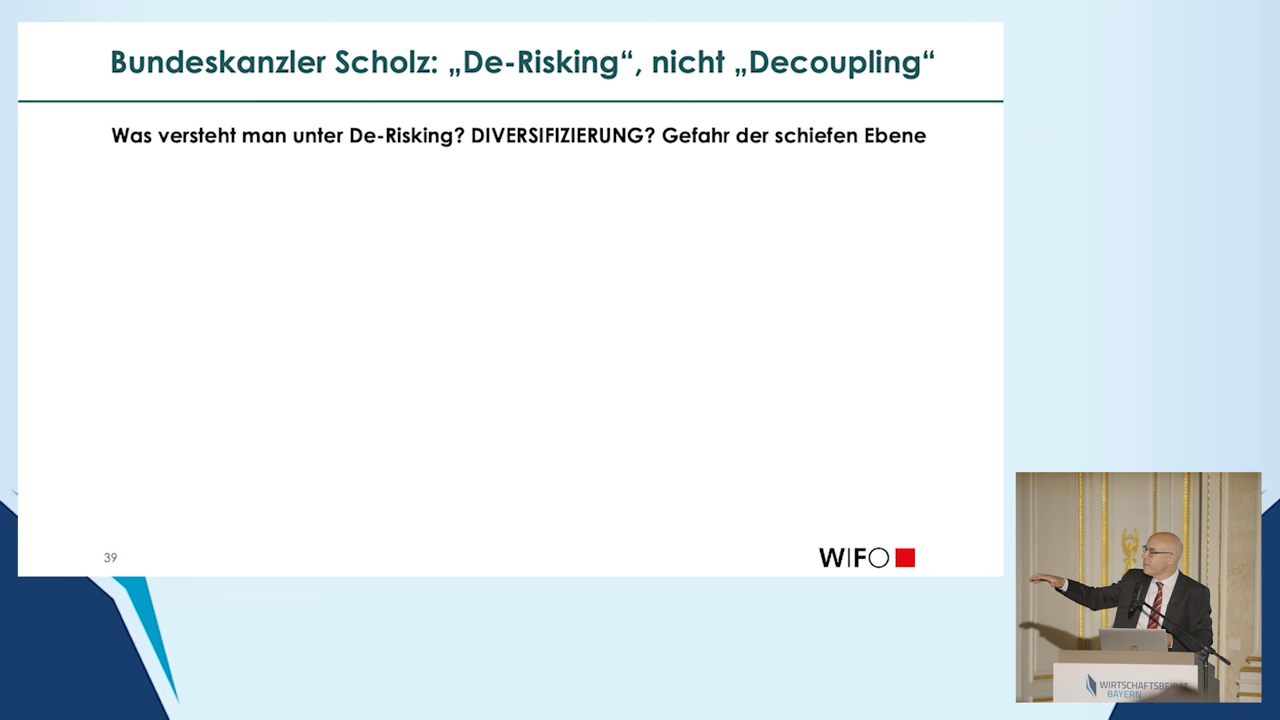 Bundeskanzler Scholz: „De-Risking“, nicht „Decoupling“
Was versteht man unter De-Risking? DIVERSIFIZIERUNG? Gefahr der schiefen Ebene
39
WIFO
BAYERN